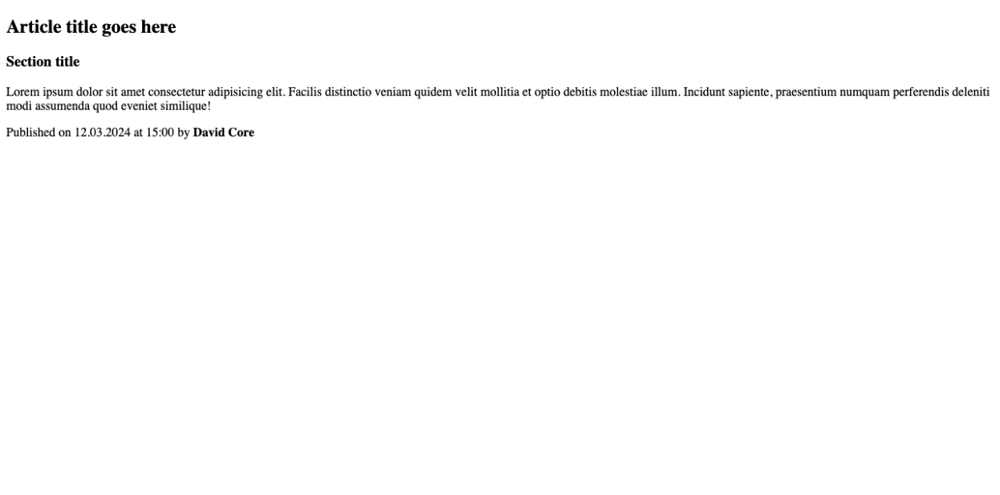 Article title goes here
Section title
Lorem ipsum dolor sit amet consectetur adipisicing elit. Facilis distinctio veniam quidem velit mollitia et optio debitis molestiae illum. Incidunt sapiente, praesentium numquam perferendis deleniti
modi assumenda quod eveniet similique!
Published on 12.03.2024 at 15:00 by David Core